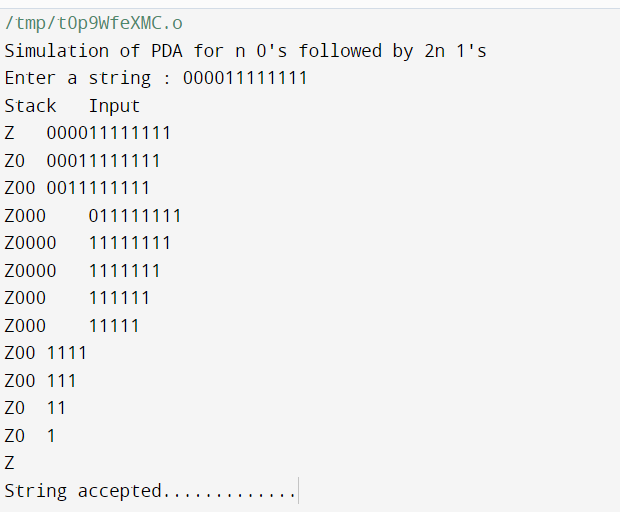 /tmp/t0p9WfeXMC.o
Simulation of PDA for n 0's followed by 2n 1's
Enter a string : 000011111111
Stack	Input
Z	000011111111
Z0	00011111111
Z00	0011111111
Z000	011111111
Z0000	11111111
Z0000	1111111
Z000	111111
Z000	11111
Z00	1111
Z00	111
Z0	11
Z0	1
Z
String accepted.............